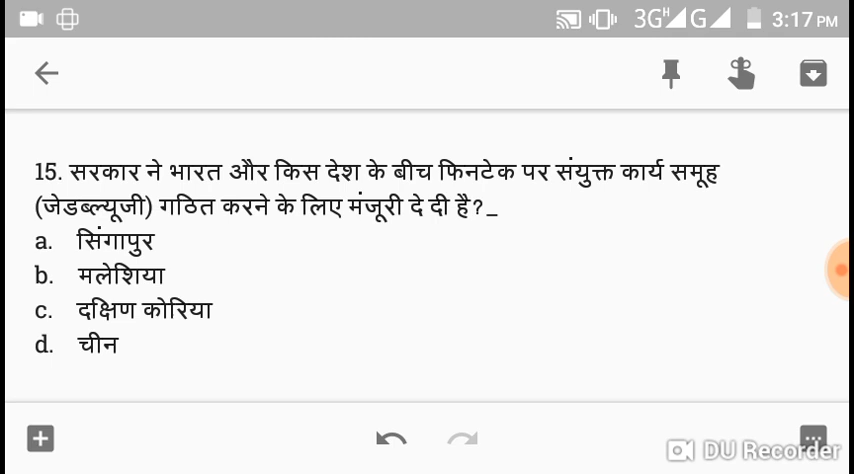 3G H G 3:17 PM
15. सरकार ने भारत और किस देश के बीच फिनटेक पर संयुक्त कार्य समूह
(जेडब्ल्यूजी) गठित करने के लिए मंजूरी दे दी है?_
a. सिंगापुर
b. मलेशिया
c. दक्षिण कोरिया
d. चीन
DU Recorder